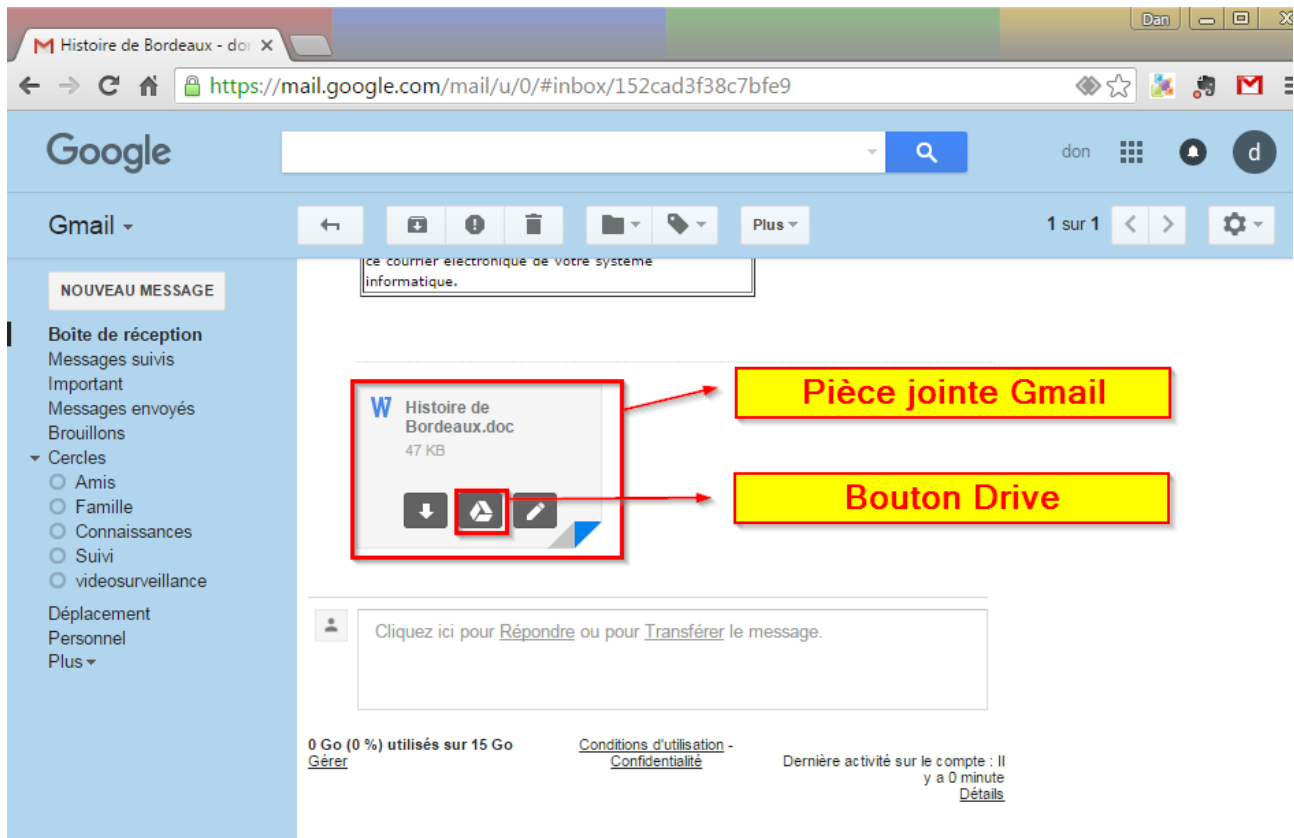 Dan
Histoire de Bordeaux - do
https://mail.google.com/mail/u/0/#inbox/152cad3f38c7bfe9
Google
don
d
Gmail
Plus
1 sur 1
ce courrier électronique de votre système
informatique.
NOUVEAU MESSAGE
Boîte de réception
Messages suivis
Important
Messages envoyés
Brouillons
Cercles
Amis
Famille
Connaissances
Suivi
videosurveillance
Déplacement
Personnel
Plus
W Histoire de
Bordeaux.doc
47 KB
Pièce jointe Gmail
Bouton Drive
Cliquez ici pour Répondre ou pour Transférer le message.
0 Go (0 %) utilisés sur 15 Go
Gérer
Conditions d'utilisation -
Confidentialité
Dernière activité sur le compte : Il
y a 0 minute
Détails